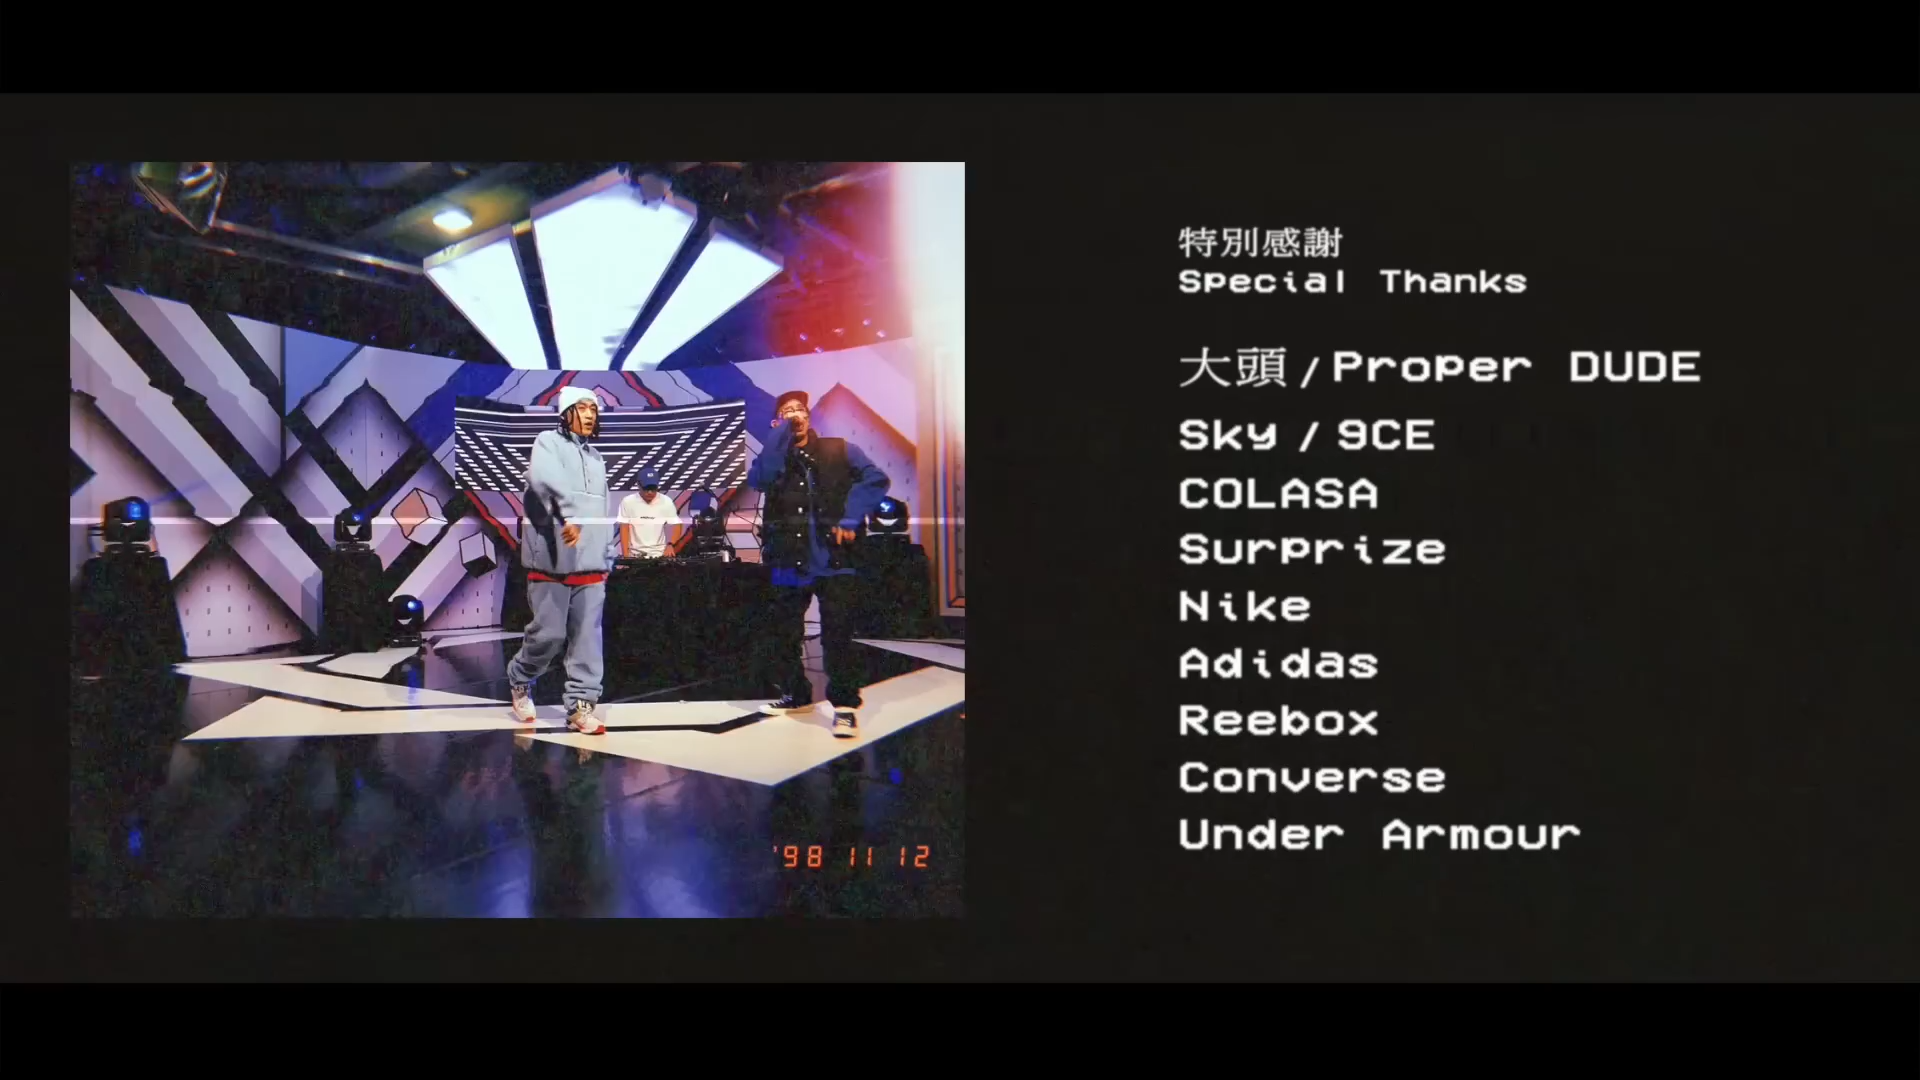 特別感謝
Special Thanks
大頭 / Proper DUDE
Sky / 9CE
COLASA
Surprize
Nike
Adidas
Reebox
Converse
Under Armour
'98 11 12